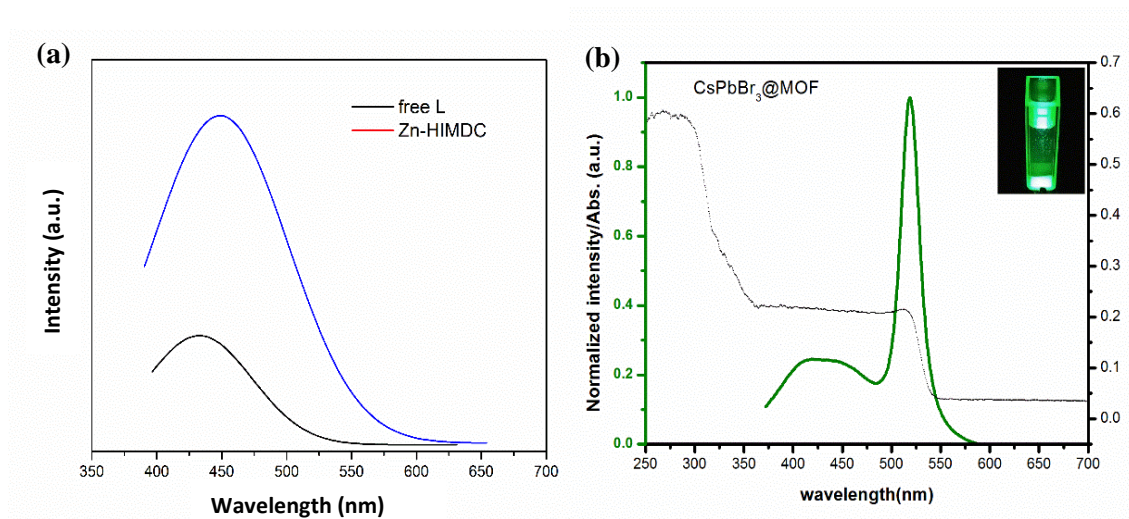 (a)
free L
Zn-HIMDC
Intensity (a.u.)
350 400 450 500 550 600 650 700
Wavelength (nm)
(b)
CsPbBr₃@MOF
Normalized intensity/Abs. (a.u.)
1.0
0.8
0.6
0.4
0.2
0.0
0.7
0.6
0.5
0.4
0.3
0.2
0.1
0.0
250 300 350 400 450 500 550 600 650 700
wavelength(nm)